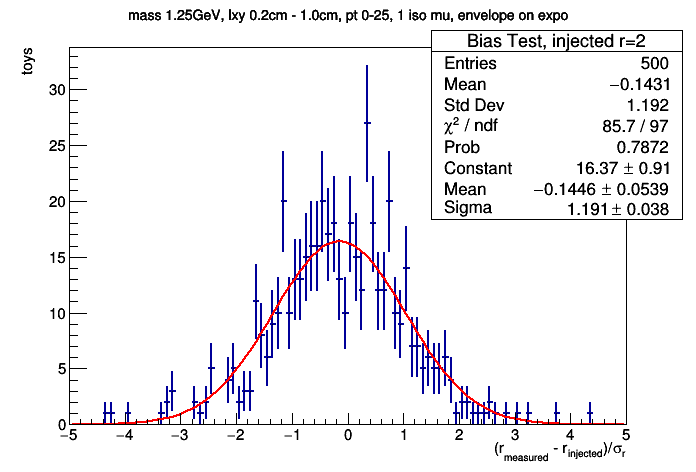 mass 1.25GeV, lxy 0.2cm - 1.0cm, pt 0-25, 1 iso mu, envelope on expo
Bias Test, injected r=2
Entries 500
Mean −0.1431
Std Dev 1.192
χ² / ndf 85.7 / 97
Prob 0.7872
Constant 16.37 ± 0.91
Mean −0.1446 ± 0.0539
Sigma 1.191 ± 0.038
toys
30
25
20
15
10
5
0
−5 −4 −3 −2 −1 0 1 2 3 4 5
(r_measured - r_injected)/σ_r